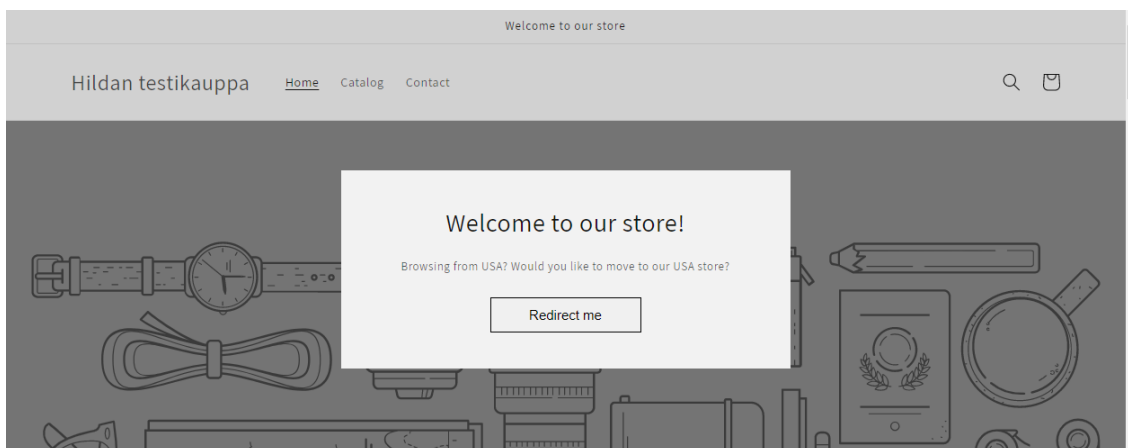 Welcome to our store
Hildan testikauppa Home Catalog Contact
Welcome to our store!
Browsing from USA? Would you like to move to our USA store?
Redirect me